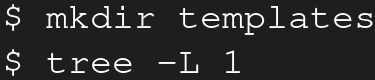 $ mkdir templates
$ tree -L 1